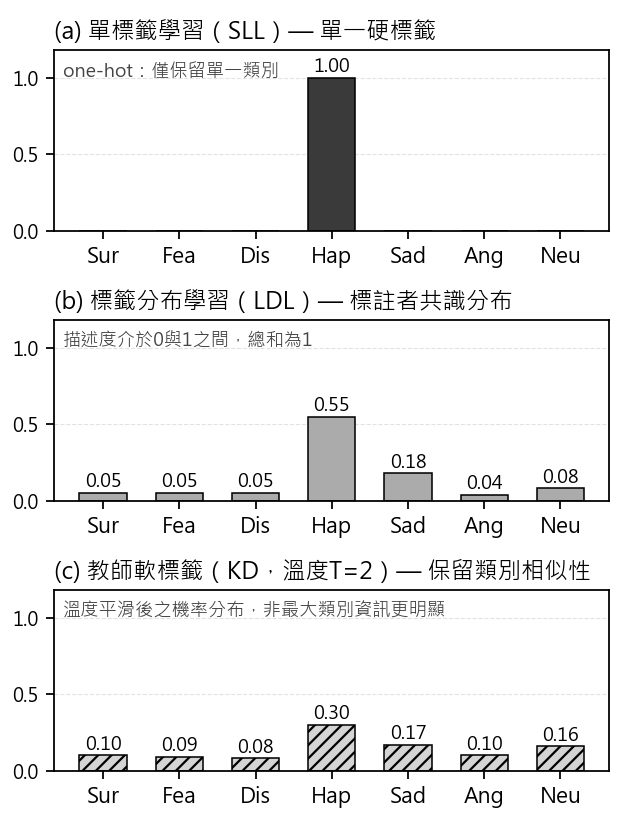 (a) 單標籤學習（SLL）— 單一硬標籤
1.0
one-hot：僅保留單一類別
1.00
0.5
0.0
Sur Fea Dis Hap Sad Ang Neu
(b) 標籤分布學習（LDL）— 標註者共識分布
1.0
描述度介於0與1之間，總和為1
0.5
0.05 0.05 0.05 0.55 0.18 0.04 0.08
0.0
Sur Fea Dis Hap Sad Ang Neu
(c) 教師軟標籤（KD，溫度T=2）— 保留類別相似性
1.0
溫度平滑後之機率分布，非最大類別資訊更明顯
0.5
0.10 0.09 0.08 0.30 0.17 0.10 0.16
0.0
Sur Fea Dis Hap Sad Ang Neu